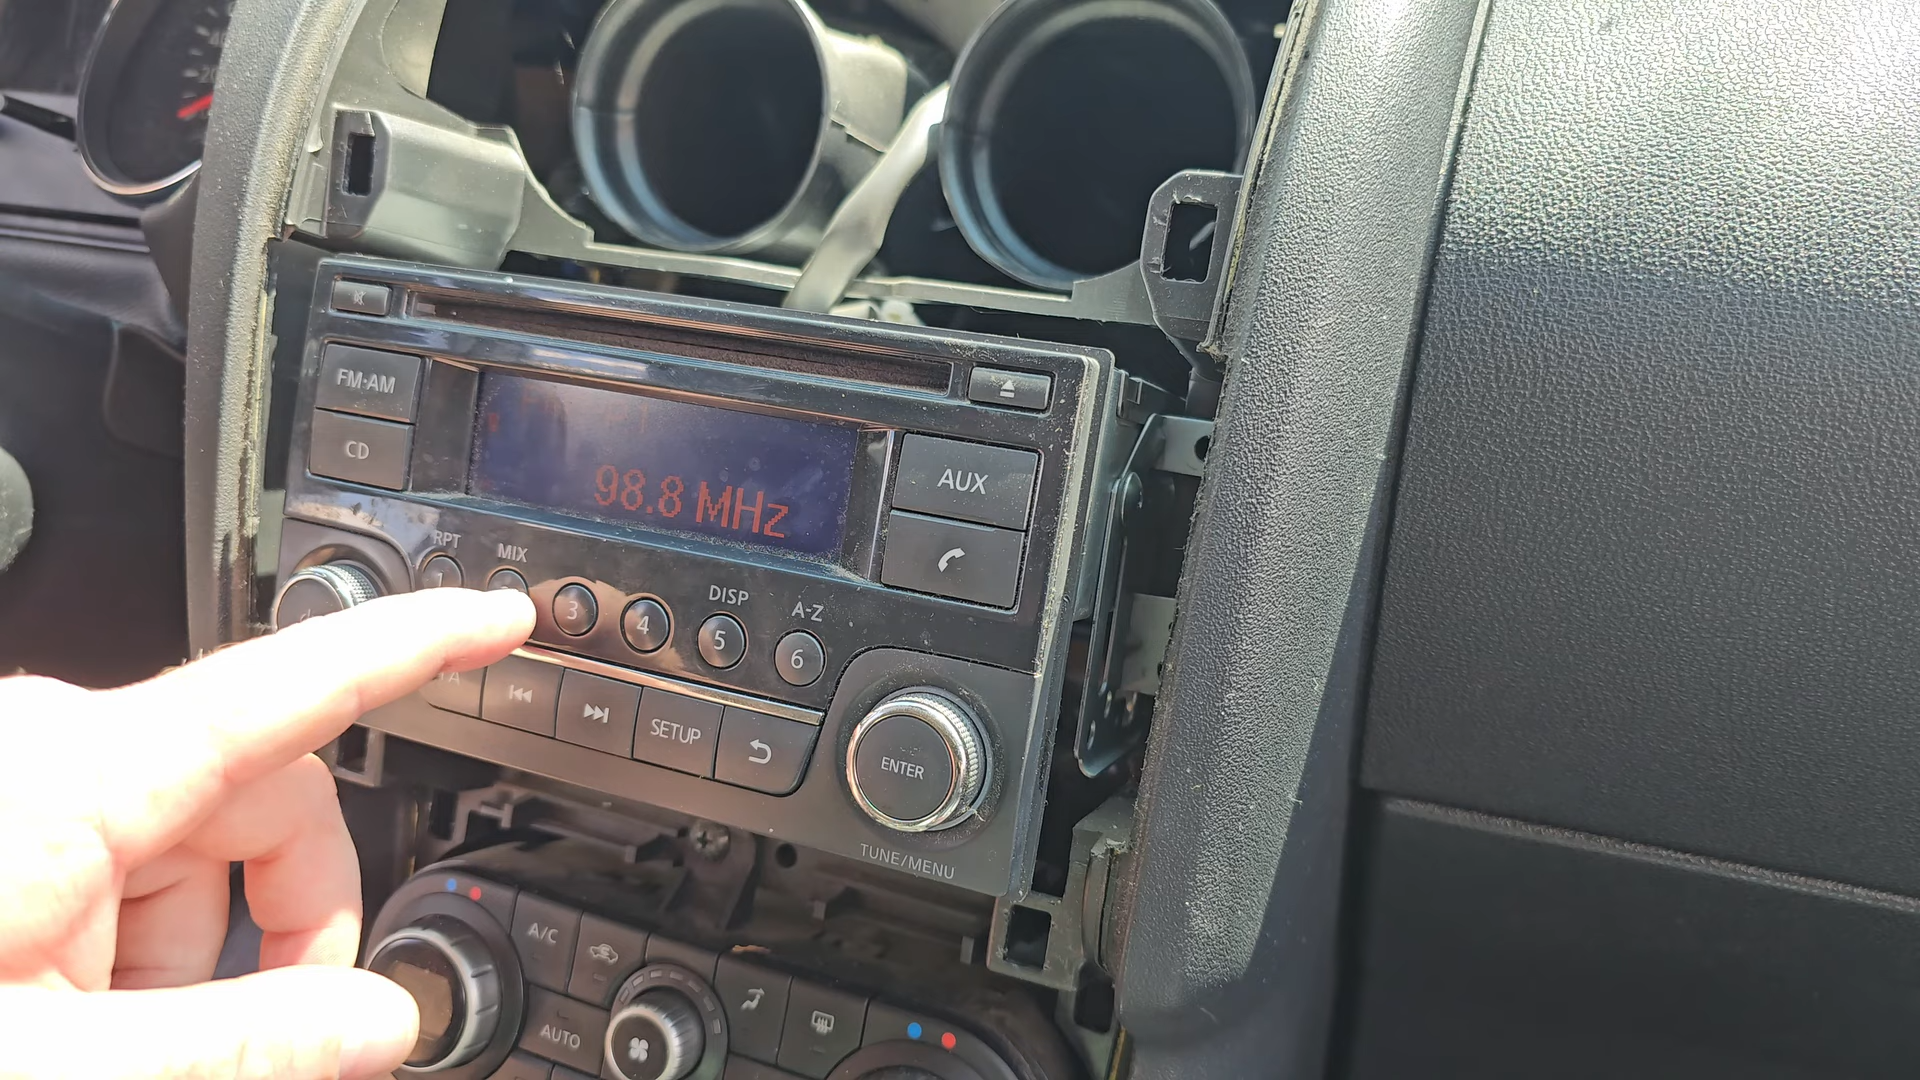 FM·AM
CD
98.8 MHz
AUX
RPT
MIX
DISP
A-Z
1
3
4
5
6
SETUP
ENTER
TUNE/MENU
A/C
AUTO